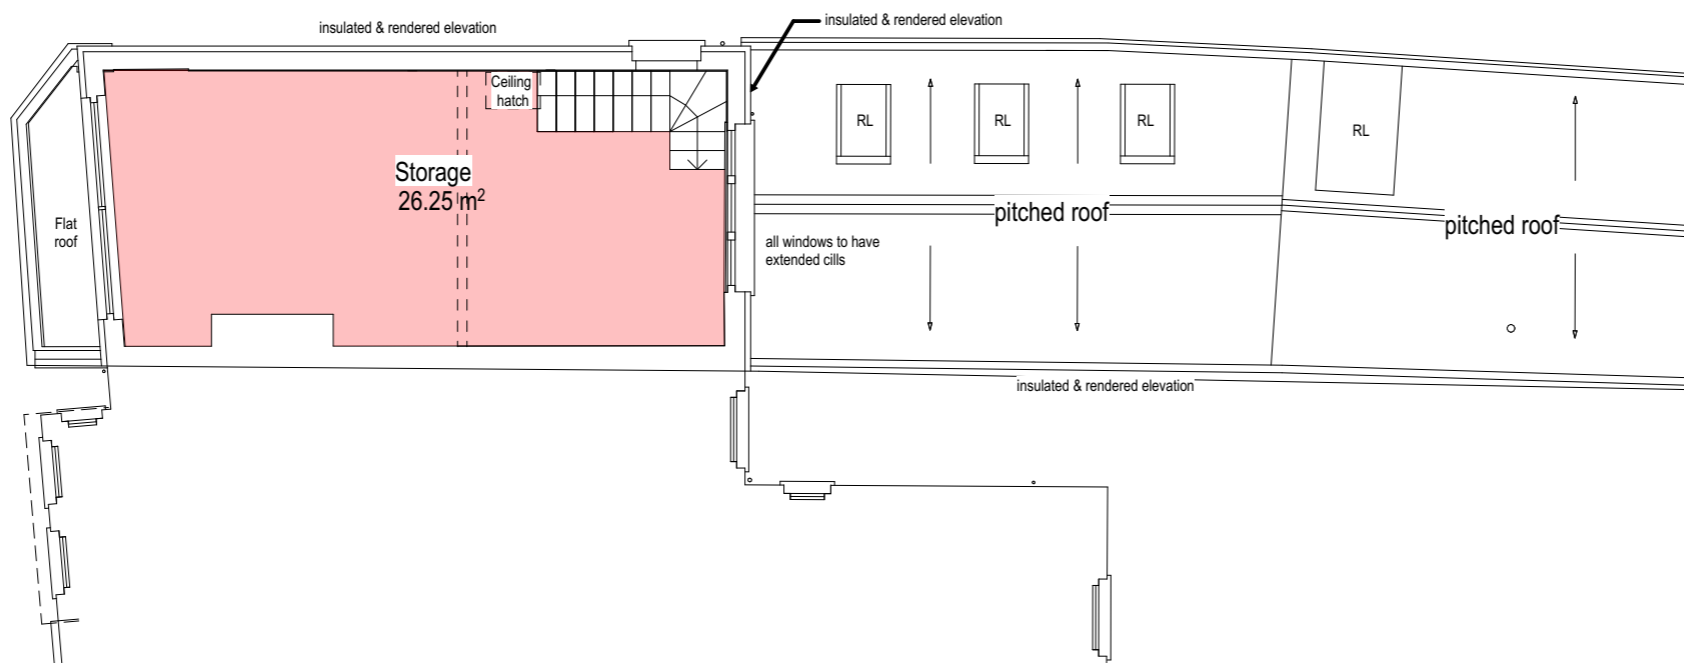 insulated & rendered elevation
insulated & rendered elevation
Ceiling
hatch
RL
RL
RL
RL
Storage
26.25 m²
Flat
roof
pitched roof
pitched roof
all windows to have
extended cills
insulated & rendered elevation